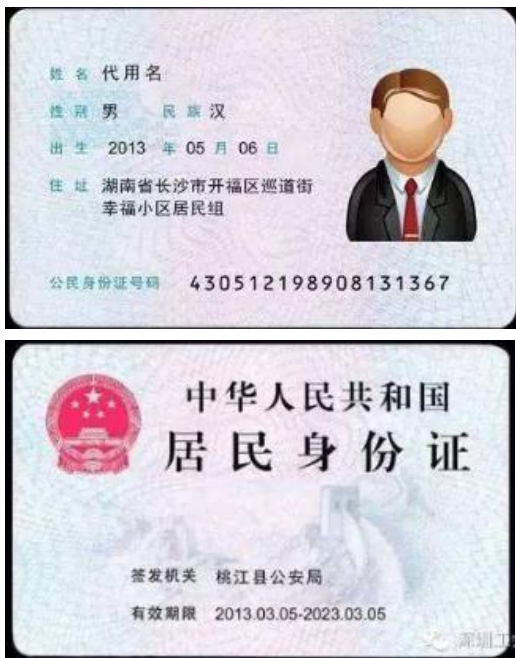 姓名 代用名
性别 男 民族 汉
出生 2013 年 05 月 06 日
住址 湖南省长沙市开福区巡道街
幸福小区居民组
公民身份证号码 430512198908131367
中华人民共和国
居民身份证
签发机关 桃江县公安局
有效期限 2013.03.05-2023.03.05
深圳工